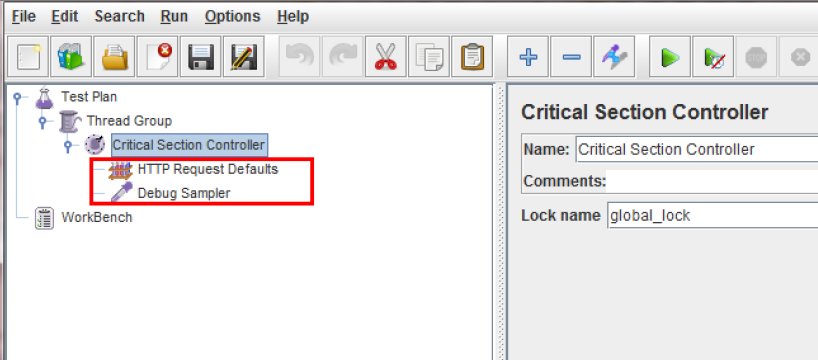 File Edit Search Run Options Help
Test Plan
Thread Group
Critical Section Controller
HTTP Request Defaults
Debug Sampler
WorkBench
Critical Section Controller
Name: Critical Section Controller
Comments:
Lock name global_lock